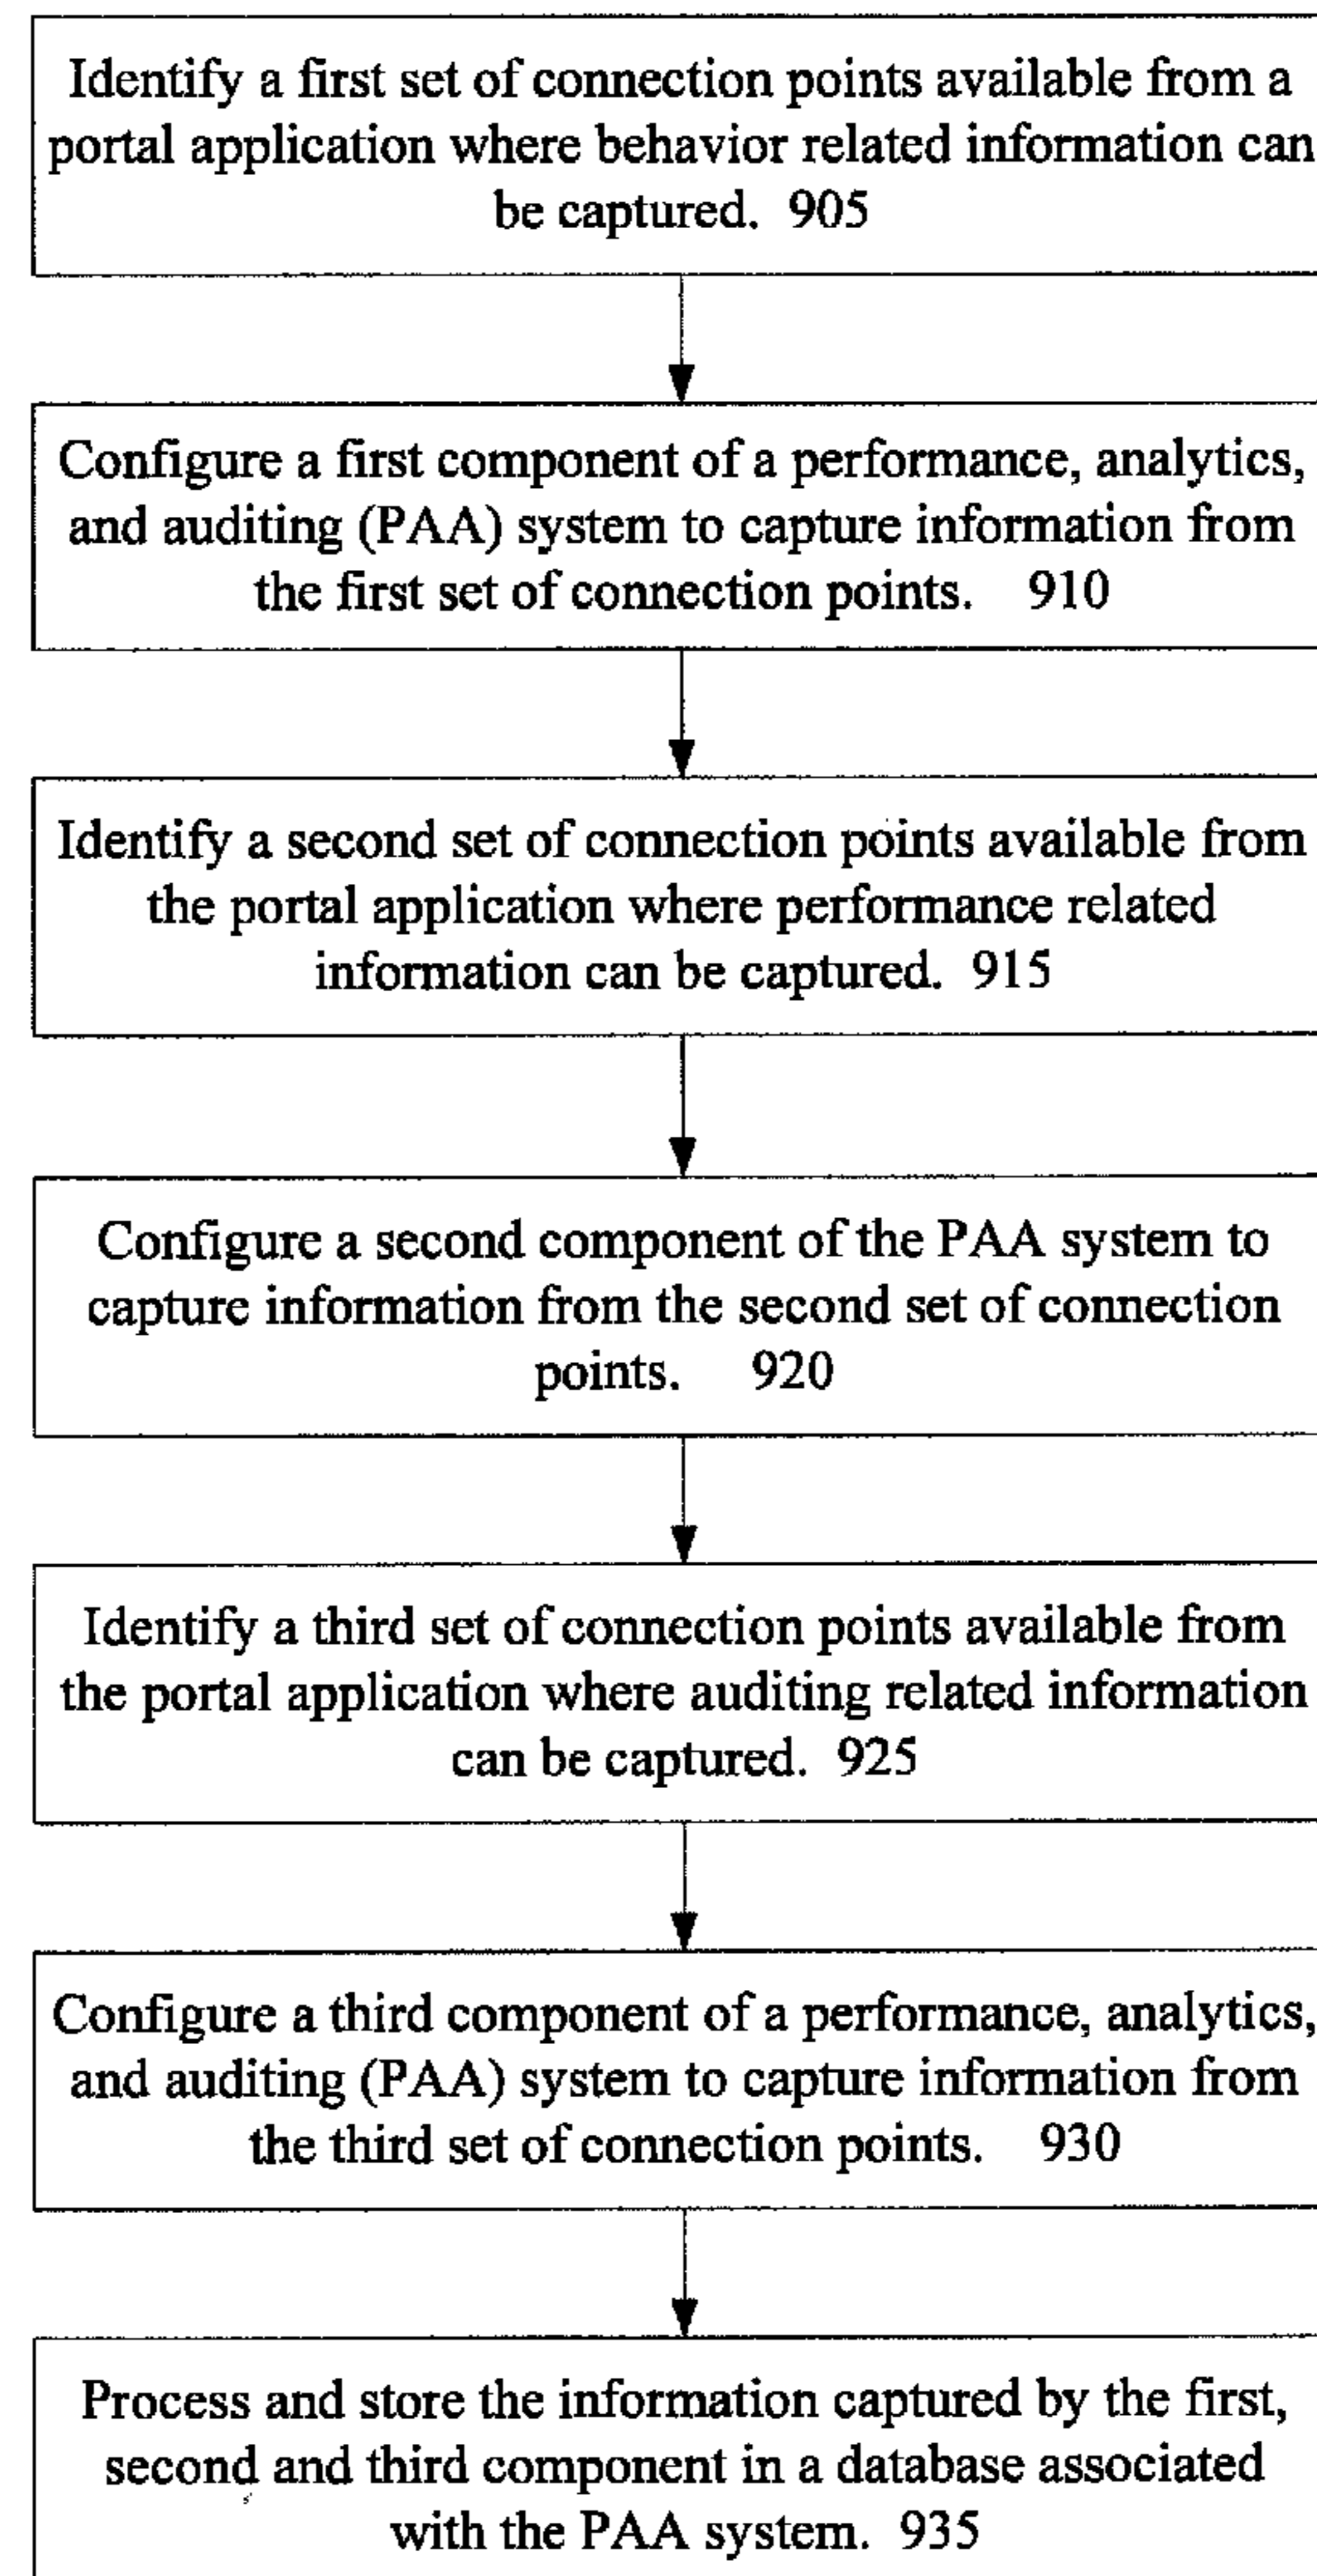 Identify a first set of connection points available from a
portal application where behavior related information can
be captured. 905
Configure a first component of a performance, analytics,
and auditing (PAA) system to capture information from
the first set of connection points. 910
Identify a second set of connection points available from
the portal application where performance related
information can be captured. 915
Configure a second component of the PAA system to
capture information from the second set of connection
points. 920
Identify a third set of connection points available from
the portal application where auditing related information
can be captured. 925
Configure a third component of a performance, analytics,
and auditing (PAA) system to capture information from
the third set of connection points. 930
Process and store the information captured by the first,
second and third component in a database associated
with the PAA system. 935